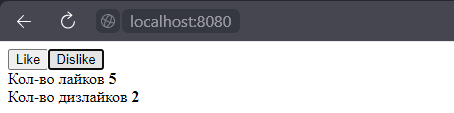 localhost:8080
Like Dislike
Кол-во лайков 5
Кол-во дизлайков 2